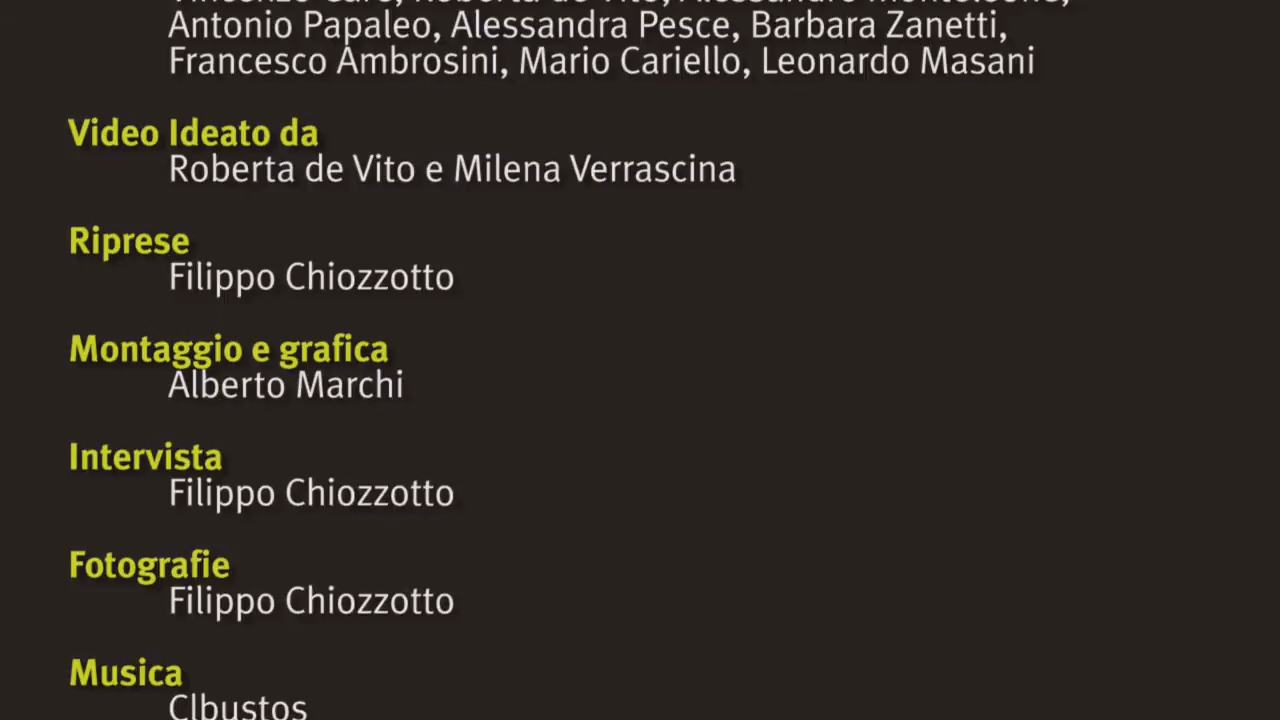 Antonio Papaleo, Alessandra Pesce, Barbara Zanetti,
Francesco Ambrosini, Mario Cariello, Leonardo Masani
Video Ideato da
Roberta de Vito e Milena Verrascina
Riprese
Filippo Chiozzotto
Montaggio e grafica
Alberto Marchi
Intervista
Filippo Chiozzotto
Fotografie
Filippo Chiozzotto
Musica
Clbustos